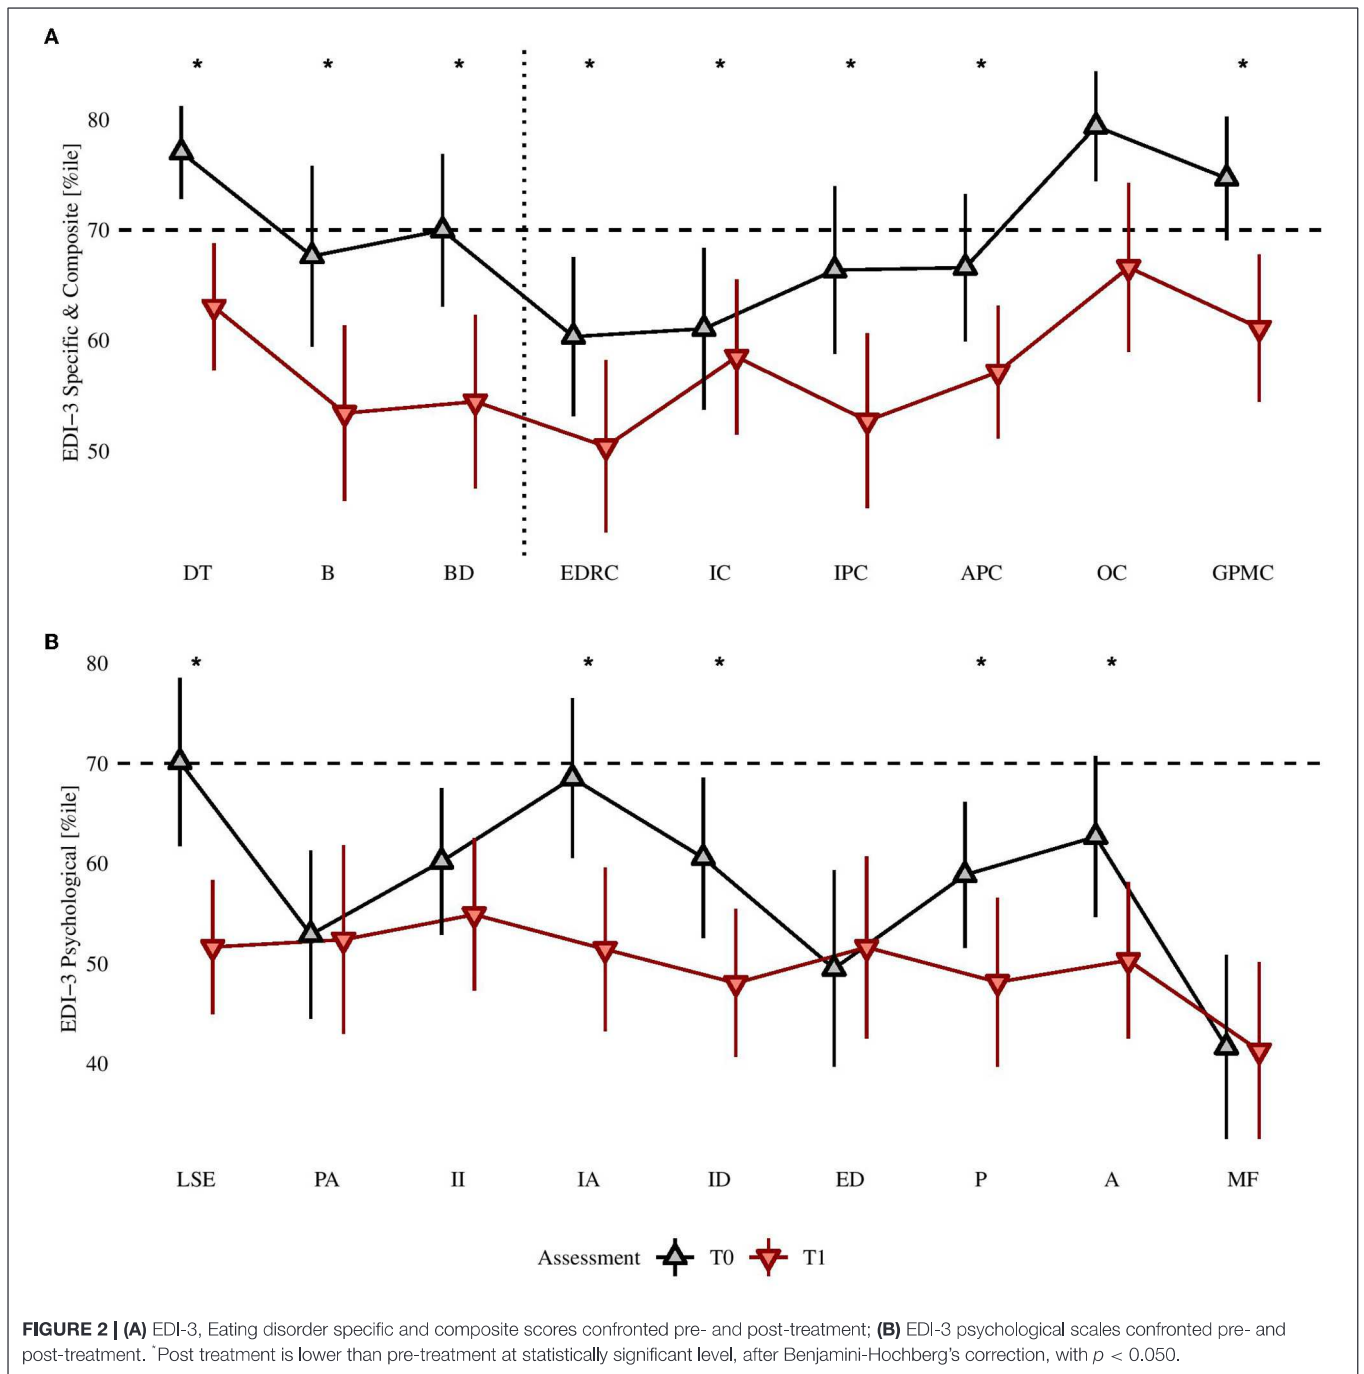 A
* * * * * * * *
80
70
60
50
EDI–3 Specific & Composite [%ile]
DT B BD EDRC IC IPC APC OC GPMC
B
* * * * *
80
70
60
50
40
EDI–3 Psychological [%ile]
LSE PA II IA ID ED P A MF
Assessment T0 T1
FIGURE 2 | (A) EDI-3, Eating disorder specific and composite scores confronted pre- and post-treatment; (B) EDI-3 psychological scales confronted pre- and
post-treatment. *Post treatment is lower than pre-treatment at statistically significant level, after Benjamini-Hochberg's correction, with p < 0.050.